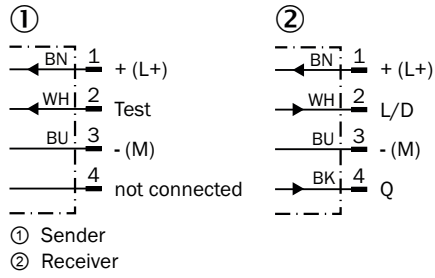 ① ②
BN 1 + (L+) BN 1 + (L+)
WH 2 Test WH 2 L/D
BU 3 - (M) BU 3 - (M)
4 not connected BK 4 Q
① Sender
② Receiver